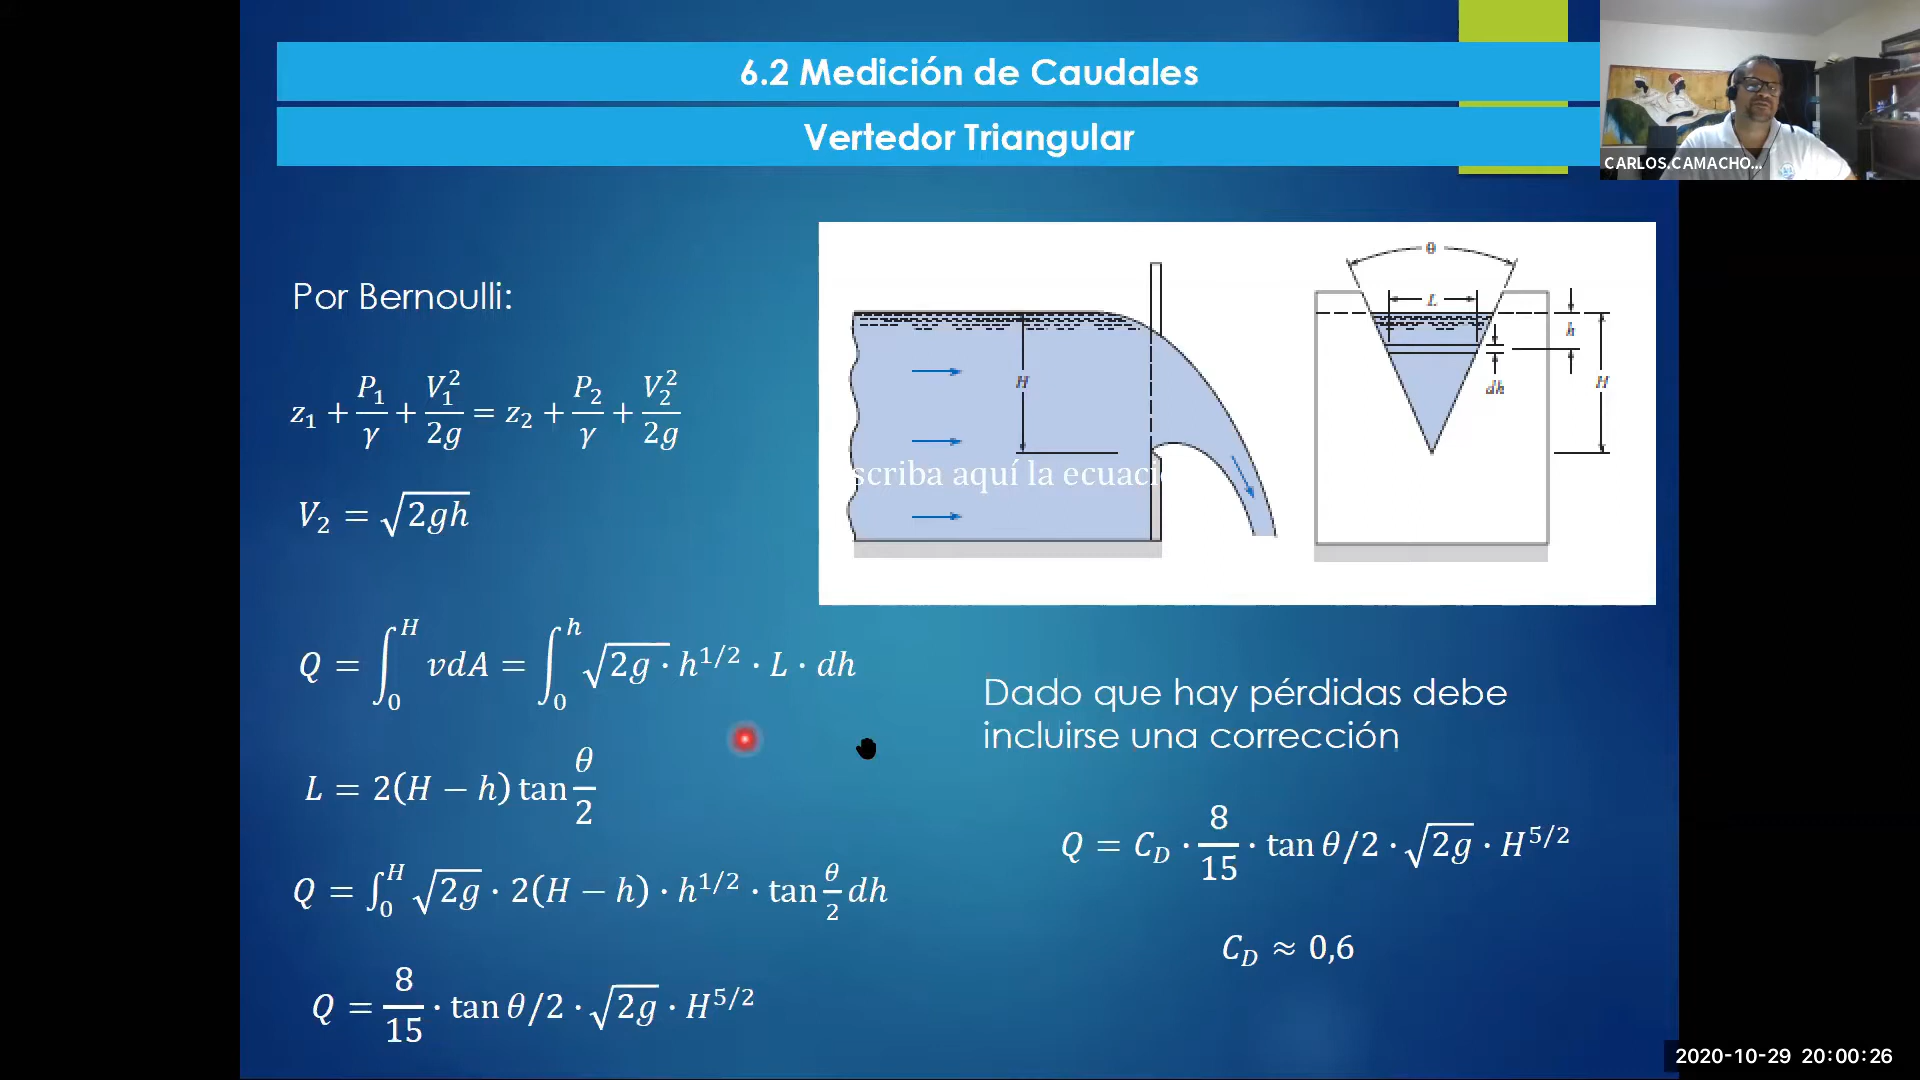 6.2 Medición de Caudales
Vertedor Triangular
CARLOS CAMACHO...
Por Bernoulli:
z₁ + P₁/γ + V₁²/2g = z₂ + P₂/γ + V₂²/2g
V₂ = √2gh
Q = ∫₀ᴴ vdA = ∫₀ʰ √2g · h^1/2 · L · dh
L = 2(H − h) tan θ/2
Q = ∫₀ᴴ √2g · 2(H − h) · h^1/2 · tan θ/2 dh
Q = 8/15 · tan θ/2 · √2g · H^5/2
H
scriba aquí la ecuaci
θ
L
h
dh
H
Dado que hay pérdidas debe
incluirse una corrección
Q = C_D · 8/15 · tan θ/2 · √2g · H^5/2
C_D ≈ 0,6
2020-10-29 20:00:26